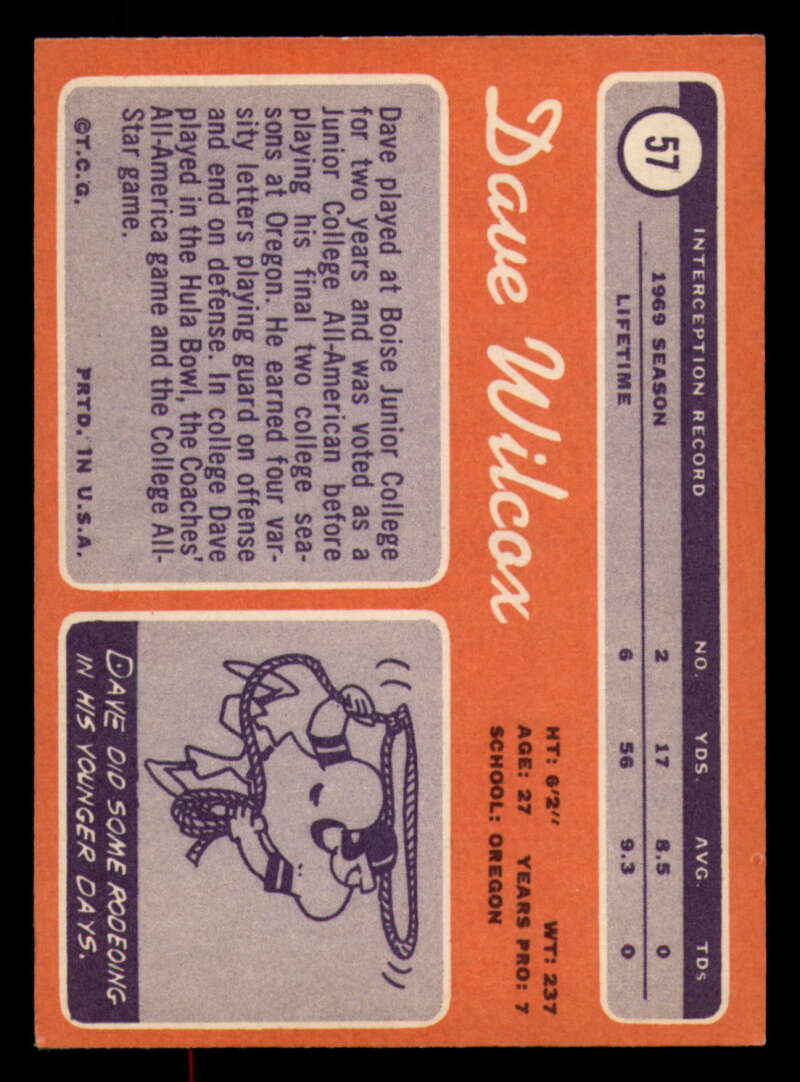 57
INTERCEPTION RECORD NO. YDS. AVG. TDs
1969 SEASON 2 17 8.5 0
LIFETIME 6 56 9.3 0
Dave Wilcox
HT: 6'2" WT: 237
AGE: 27 YEARS PRO: 7
SCHOOL: OREGON
Dave played at Boise Junior College
for two years and was voted as a
Junior College All-American before
playing his final two college sea-
sons at Oregon. He earned four var-
sity letters playing guard on offense
and end on defense. In college Dave
played in the Hula Bowl, the Coaches'
All-America game and the College All-
Star game.
©T.C.G. PRTD. IN U.S.A.
DAVE DID SOME RODEOING
IN HIS YOUNGER DAYS.